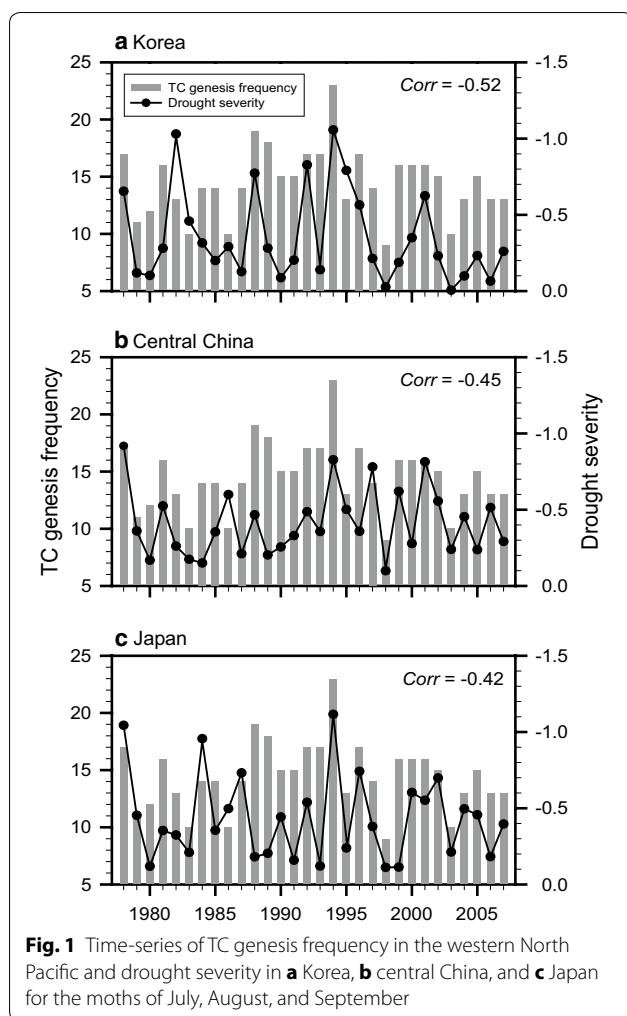 a Korea
25
20
15
10
5
-1.5
-1.0
-0.5
0.0
TC genesis frequency
Drought severity
Corr = -0.52
b Central China
25
20
15
10
5
-1.5
-1.0
-0.5
0.0
Corr = -0.45
TC genesis frequency
Drought severity
c Japan
25
20
15
10
5
-1.5
-1.0
-0.5
0.0
Corr = -0.42
1980 1985 1990 1995 2000 2005
Fig. 1 Time-series of TC genesis frequency in the western North
Pacific and drought severity in a Korea, b central China, and c Japan
for the moths of July, August, and September